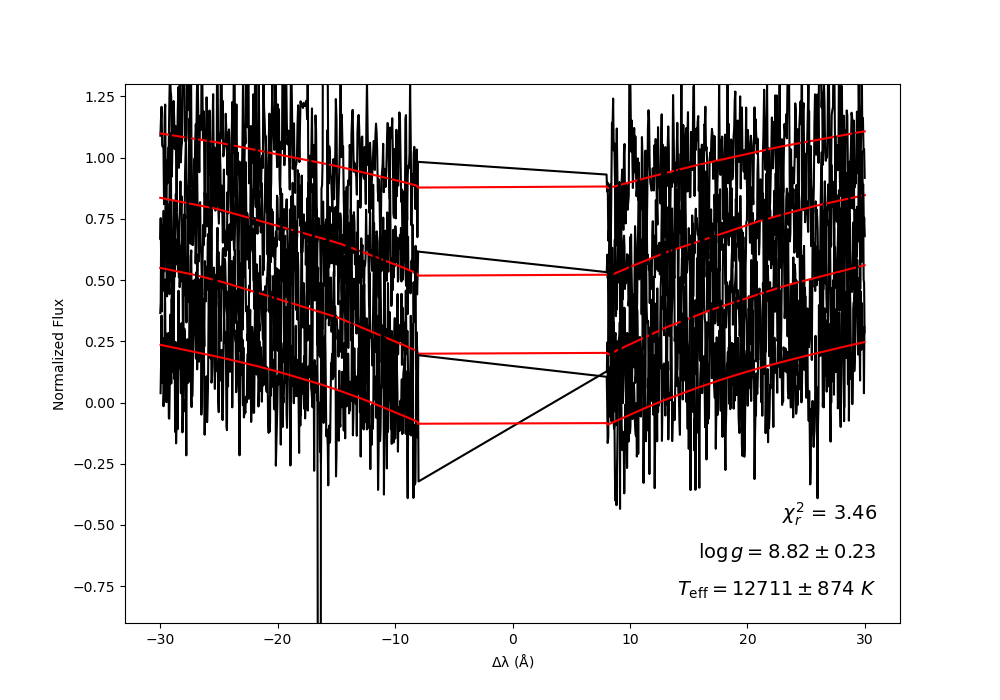 1.25
1.00
0.75
0.50
0.25
0.00
−0.25
−0.50
−0.75
Normalized Flux
χ²ᵣ = 3.46
log g = 8.82 ± 0.23
T_eff = 12711 ± 874 K
−30 −20 −10 0 10 20 30
Δλ (Å)